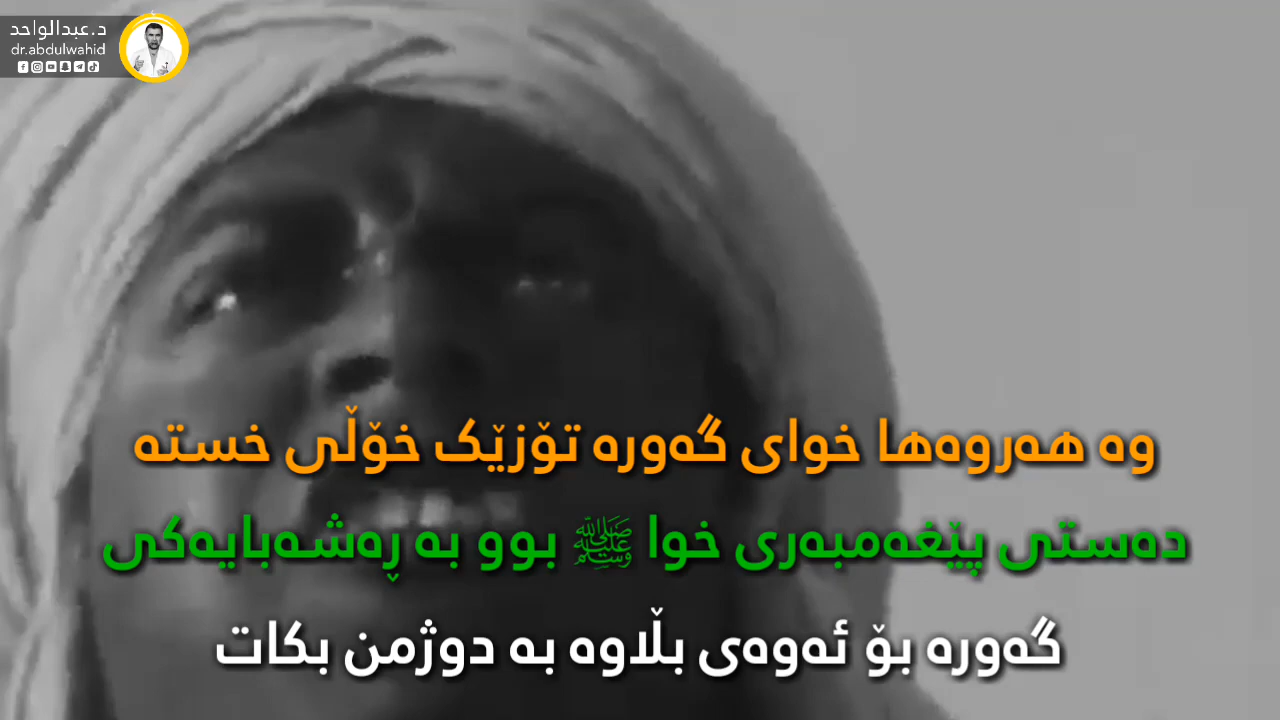 د.عبدالواحد
dr.abdulwahid
وە هەروەها خوای گەورە تۆزێک خۆڵی خستە
دەستی پێغەمبەری خوا ﷺ بوو بە ڕەشەبایەکی
گەورە بۆ ئەوەی بڵاوە بە دوژمن بکات